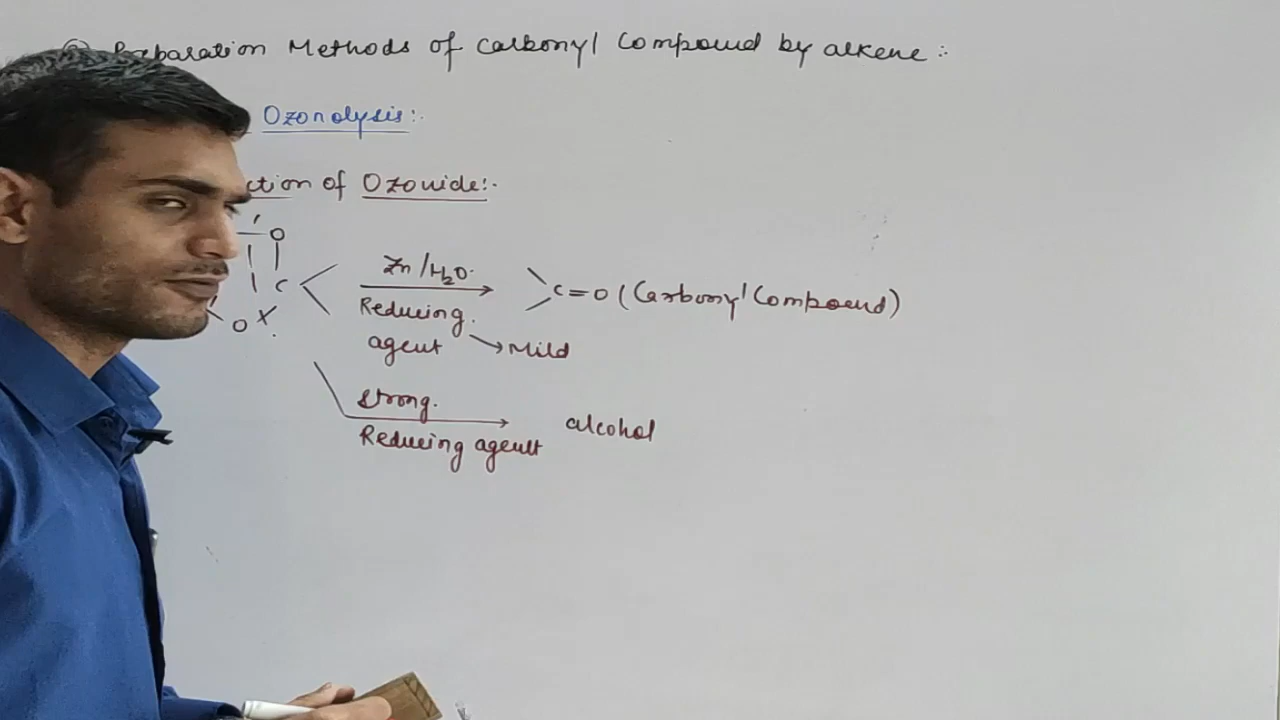 Preparation Methods of Carbonyl Compound by alkene :-
Ozonolysis:-
ction of Ozonide:-
O
C
O
Zn/H2O.
Reducing.
agent → Mild
C=O (Carbonyl Compound)
strong.
Reducing agent
alcohol